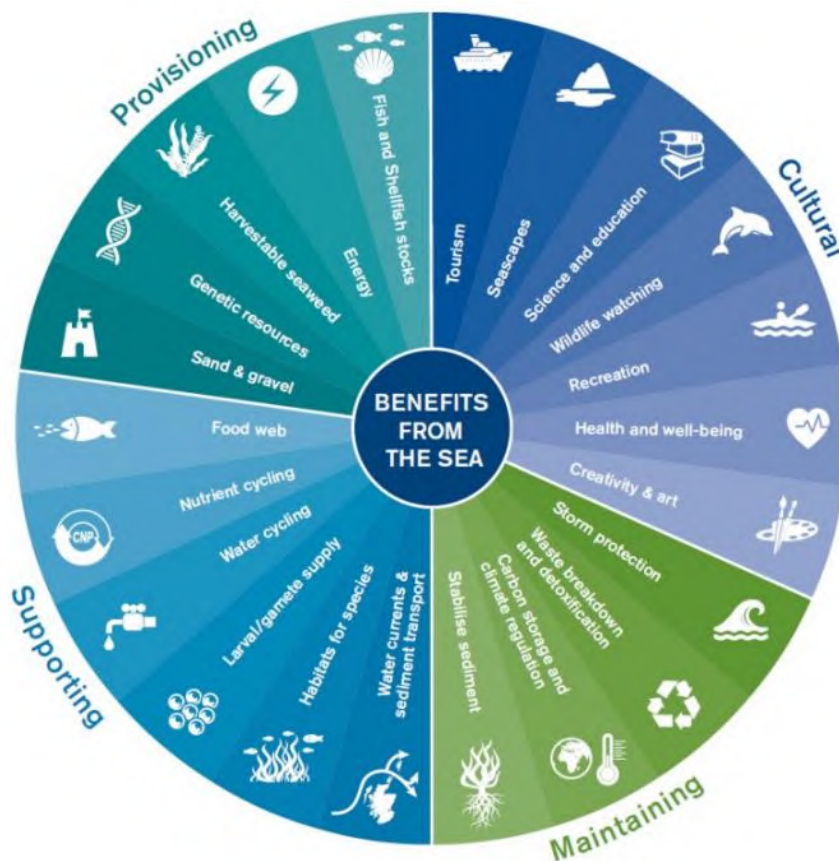 Provisioning
Fish and Shellfish stocks
Energy
Harvestable seaweed
Genetic resources
Sand & gravel
Cultural
Tourism
Seascapes
Science and education
Wildlife watching
Recreation
Health and well-being
Creativity & art
BENEFITS
FROM
THE SEA
Supporting
Food web
Nutrient cycling
CNP
Water cycling
Larval/gamete supply
Habitats for species
Water currents &
sediment transport
Maintaining
Storm protection
Waste breakdown
and detoxification
Carbon storage and
climate regulation
Stabilise sediment